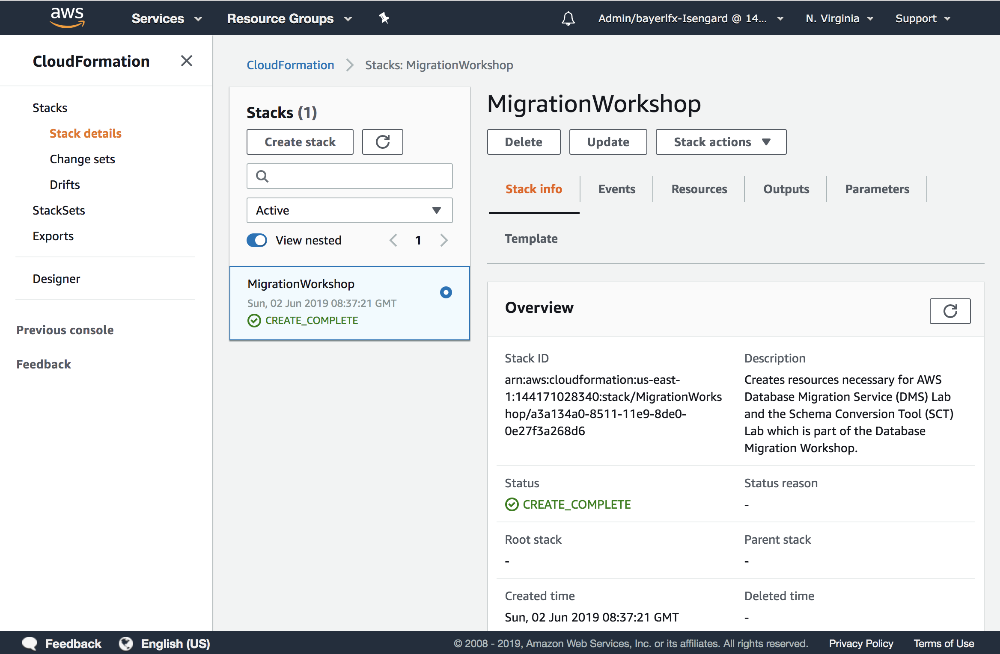 aws
Services
Resource Groups
Admin/bayerlfx-Isengard @ 14...
N. Virginia
Support
CloudFormation
Stacks
Stack details
Change sets
Drifts
StackSets
Exports
Designer
Previous console
Feedback
CloudFormation
Stacks: MigrationWorkshop
Stacks (1)
Create stack
Active
View nested
1
MigrationWorkshop
Sun, 02 Jun 2019 08:37:21 GMT
CREATE_COMPLETE
MigrationWorkshop
Delete
Update
Stack actions
Stack info
Events
Resources
Outputs
Parameters
Template
Overview
Stack ID
arn:aws:cloudformation:us-east-
1:144171028340:stack/MigrationWorks
hop/a3a134a0-8511-11e9-8de0-
0e27f3a268d6
Description
Creates resources necessary for AWS
Database Migration Service (DMS) Lab
and the Schema Conversion Tool (SCT)
Lab which is part of the Database
Migration Workshop.
Status
CREATE_COMPLETE
Status reason
-
Root stack
-
Parent stack
-
Created time
Sun, 02 Jun 2019 08:37:21 GMT
Deleted time
-
Feedback
English (US)
© 2008 - 2019, Amazon Web Services, Inc. or its affiliates. All rights reserved.
Privacy Policy
Terms of Use